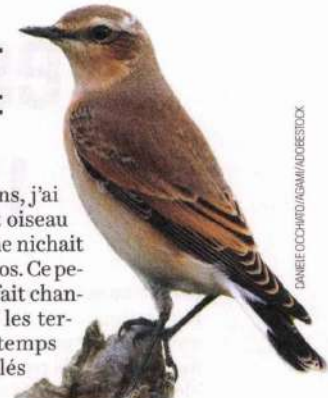 ns, j'ai
t oiseau
ne nichait
os. Ce pe-
fait chan-
les ter-
temps
lés
DANIELE OCCHIATO/AGAMI/ADOBESTOCK